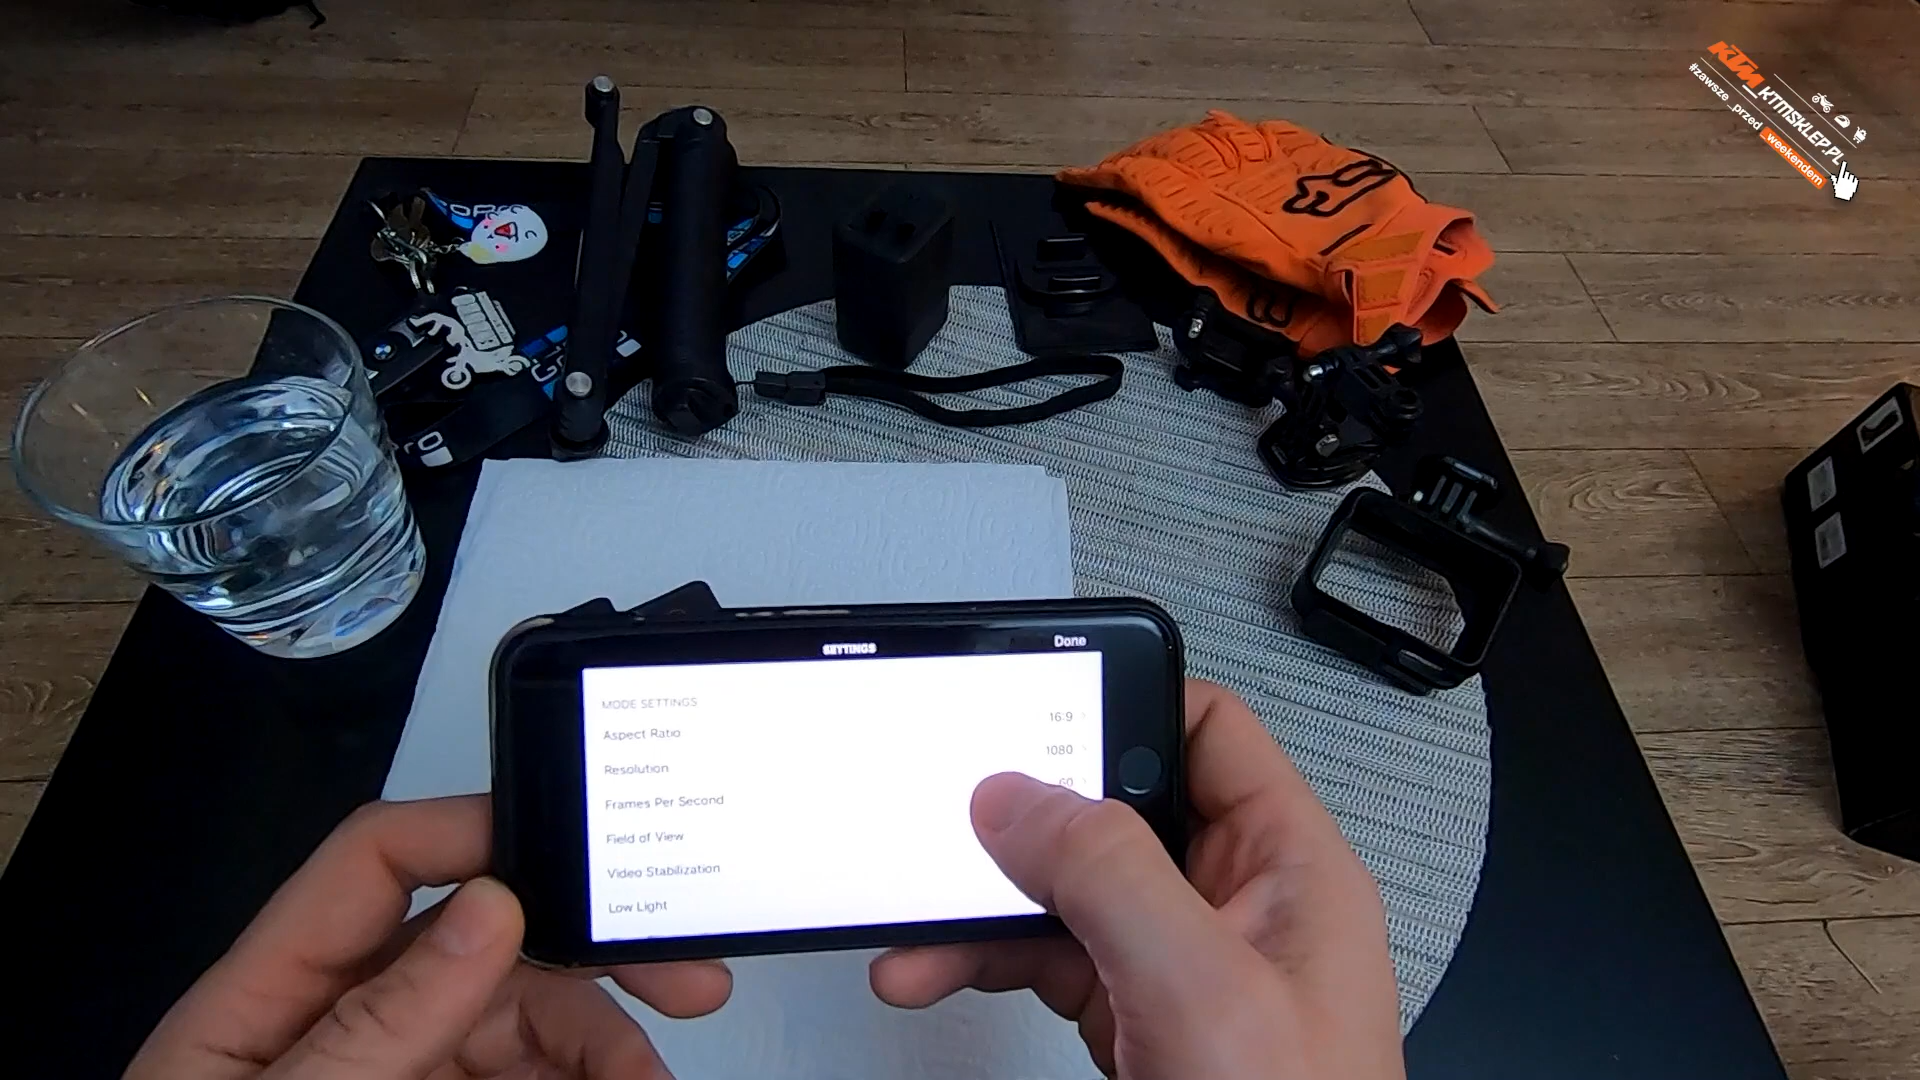 KTM_KTMSKLEP.PL
#zawsze_przed_weekendem
SETTINGS
Done
MODE SETTINGS
Aspect Ratio
16:9
Resolution
1080
Frames Per Second
60
Field of View
Video Stabilization
Low Light